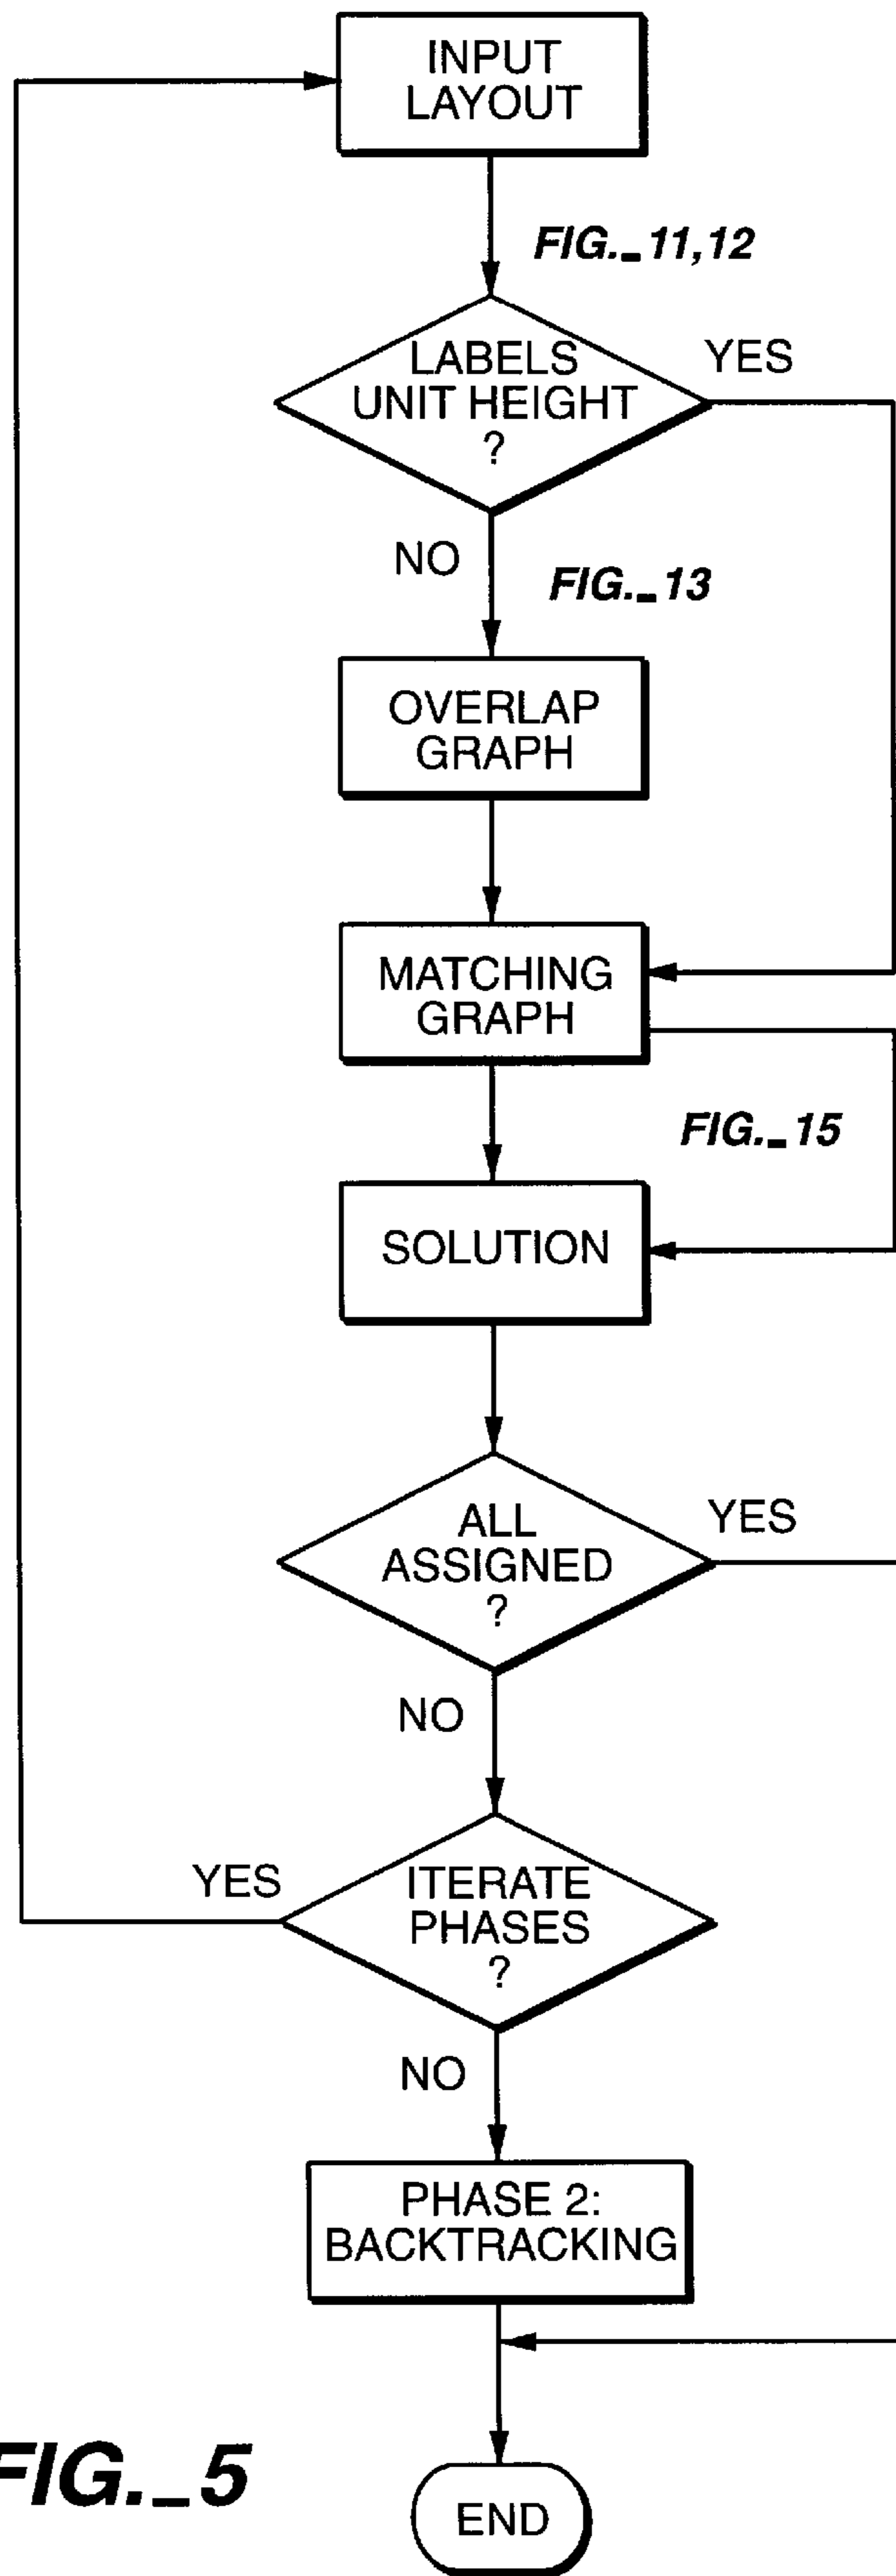 INPUT
LAYOUT
FIG._11,12
LABELS
UNIT HEIGHT
?
YES
NO
FIG._13
OVERLAP
GRAPH
MATCHING
GRAPH
FIG._15
SOLUTION
ALL
ASSIGNED
?
YES
NO
YES
ITERATE
PHASES
?
NO
PHASE 2:
BACKTRACKING
FIG._5
END